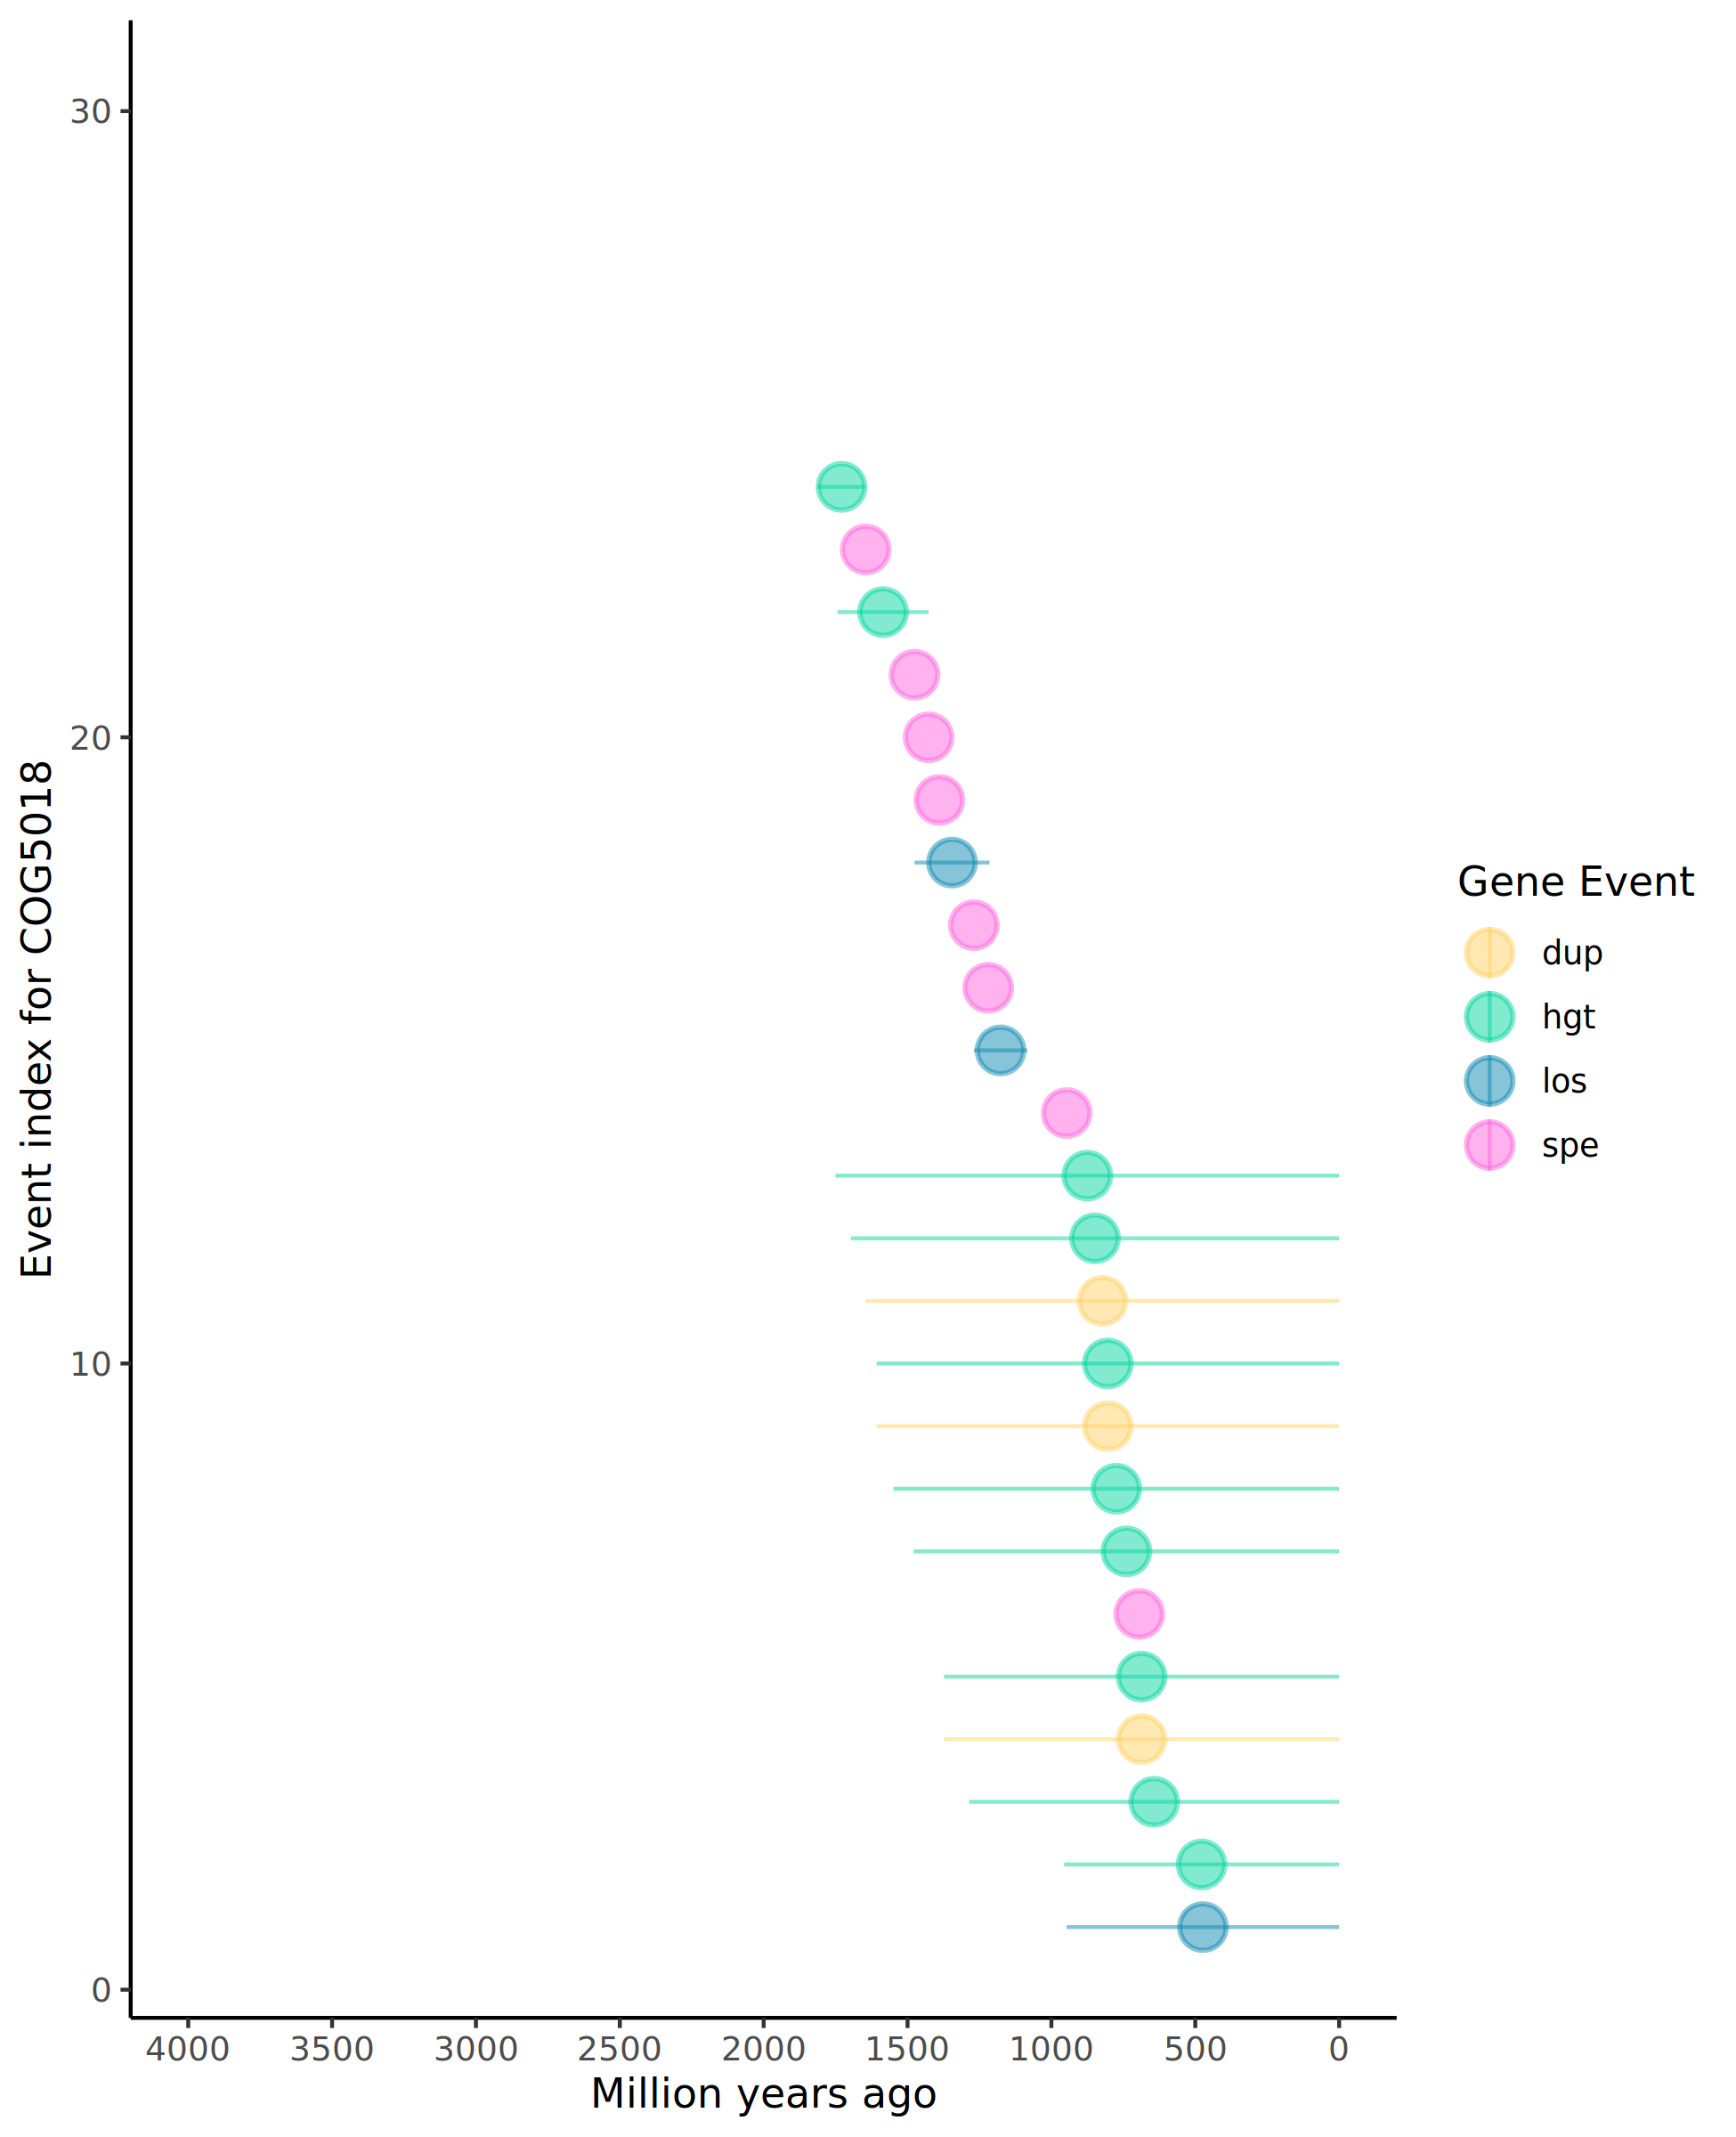 30
20
10
0
Event index for COG5018
4000 3500 3000 2500 2000 1500 1000 500 0
Million years ago
Gene Event
dup
hgt
los
spe